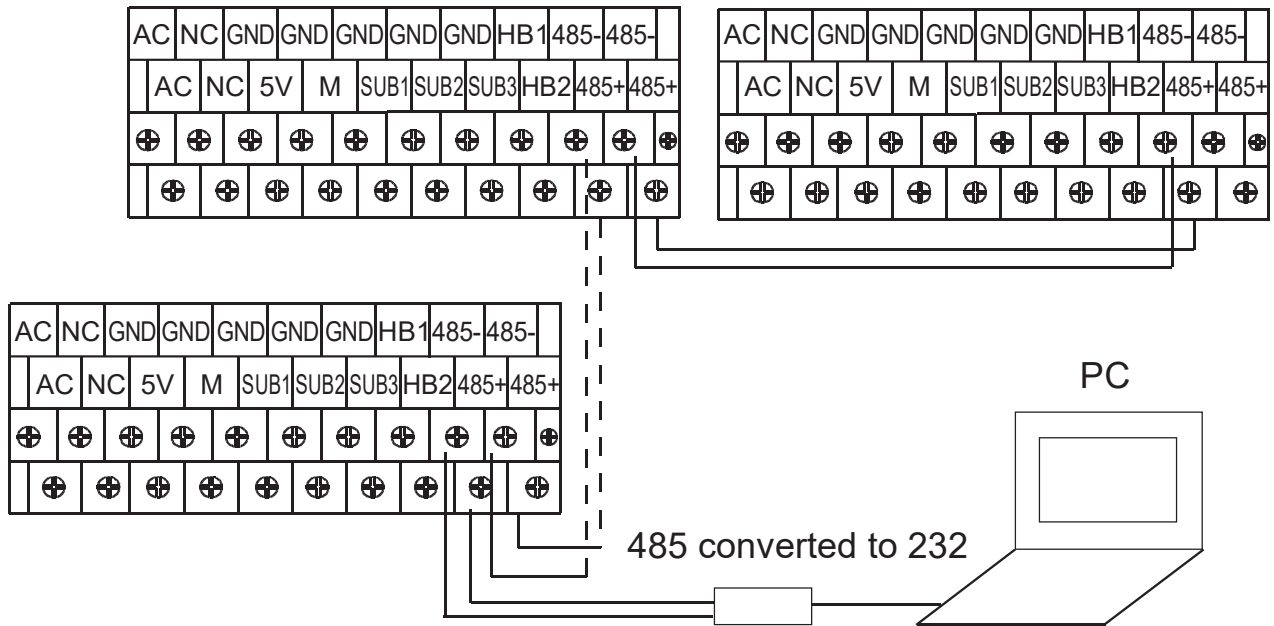 AC NC GND GND GND GND GND HB1 485- 485-
AC NC 5V M SUB1 SUB2 SUB3 HB2 485+ 485+
AC NC GND GND GND GND GND HB1 485- 485-
AC NC 5V M SUB1 SUB2 SUB3 HB2 485+ 485+
AC NC GND GND GND GND GND HB1 485- 485-
AC NC 5V M SUB1 SUB2 SUB3 HB2 485+ 485+
PC
485 converted to 232